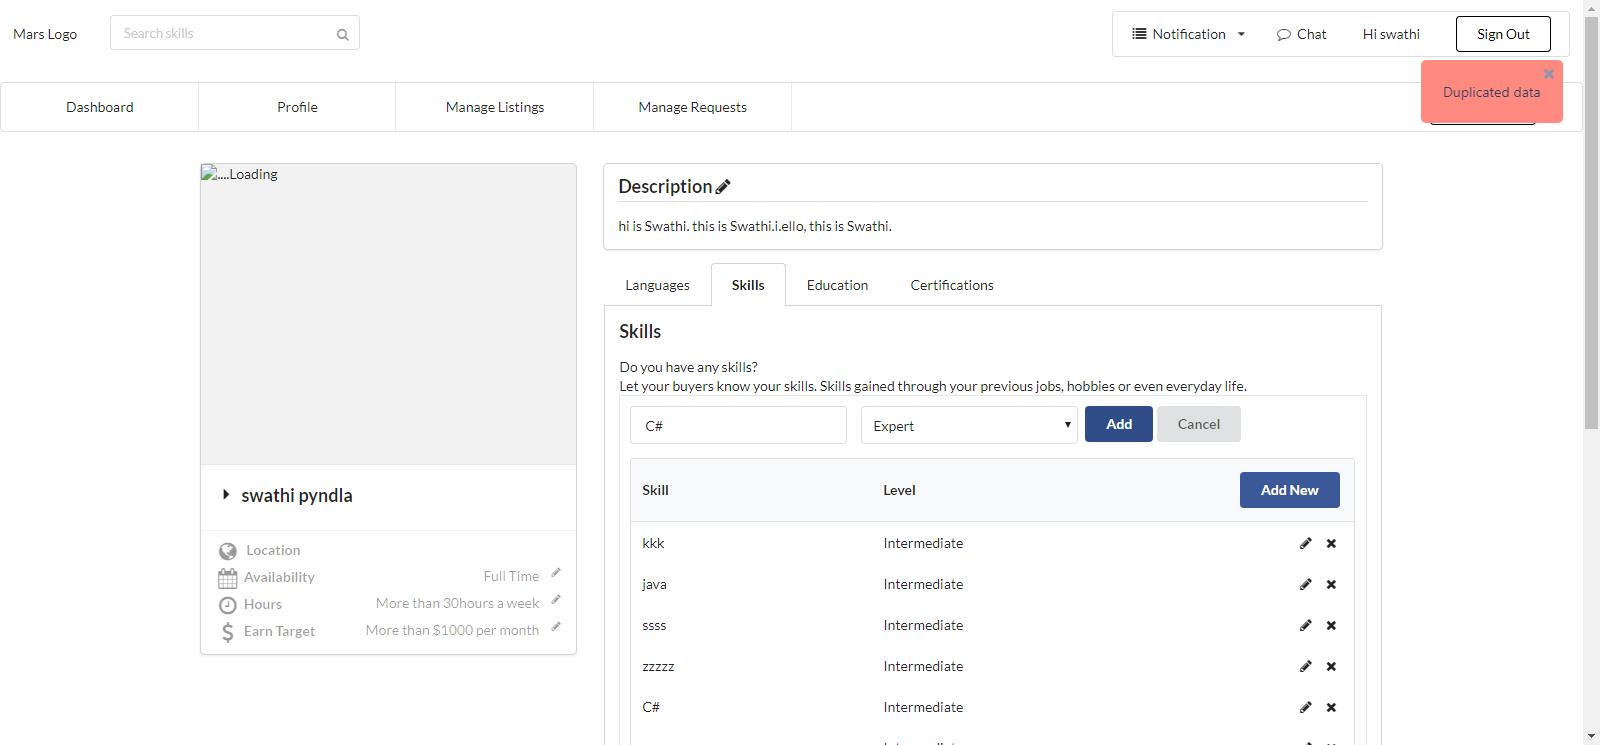 Mars Logo
Search skills
Notification
Chat
Hi swathi
Sign Out
Duplicated data
Dashboard
Profile
Manage Listings
Manage Requests
....Loading
Description
hi is Swathi. this is Swathi.i.ello, this is Swathi.
Languages
Skills
Education
Certifications
Skills
Do you have any skills?
Let your buyers know your skills. Skills gained through your previous jobs, hobbies or even everyday life.
C#
Expert
Add
Cancel
Skill
Level
Add New
kkk
Intermediate
java
Intermediate
ssss
Intermediate
zzzzz
Intermediate
C#
Intermediate
swathi pyndla
Location
Availability
Full Time
Hours
More than 30hours a week
Earn Target
More than $1000 per month